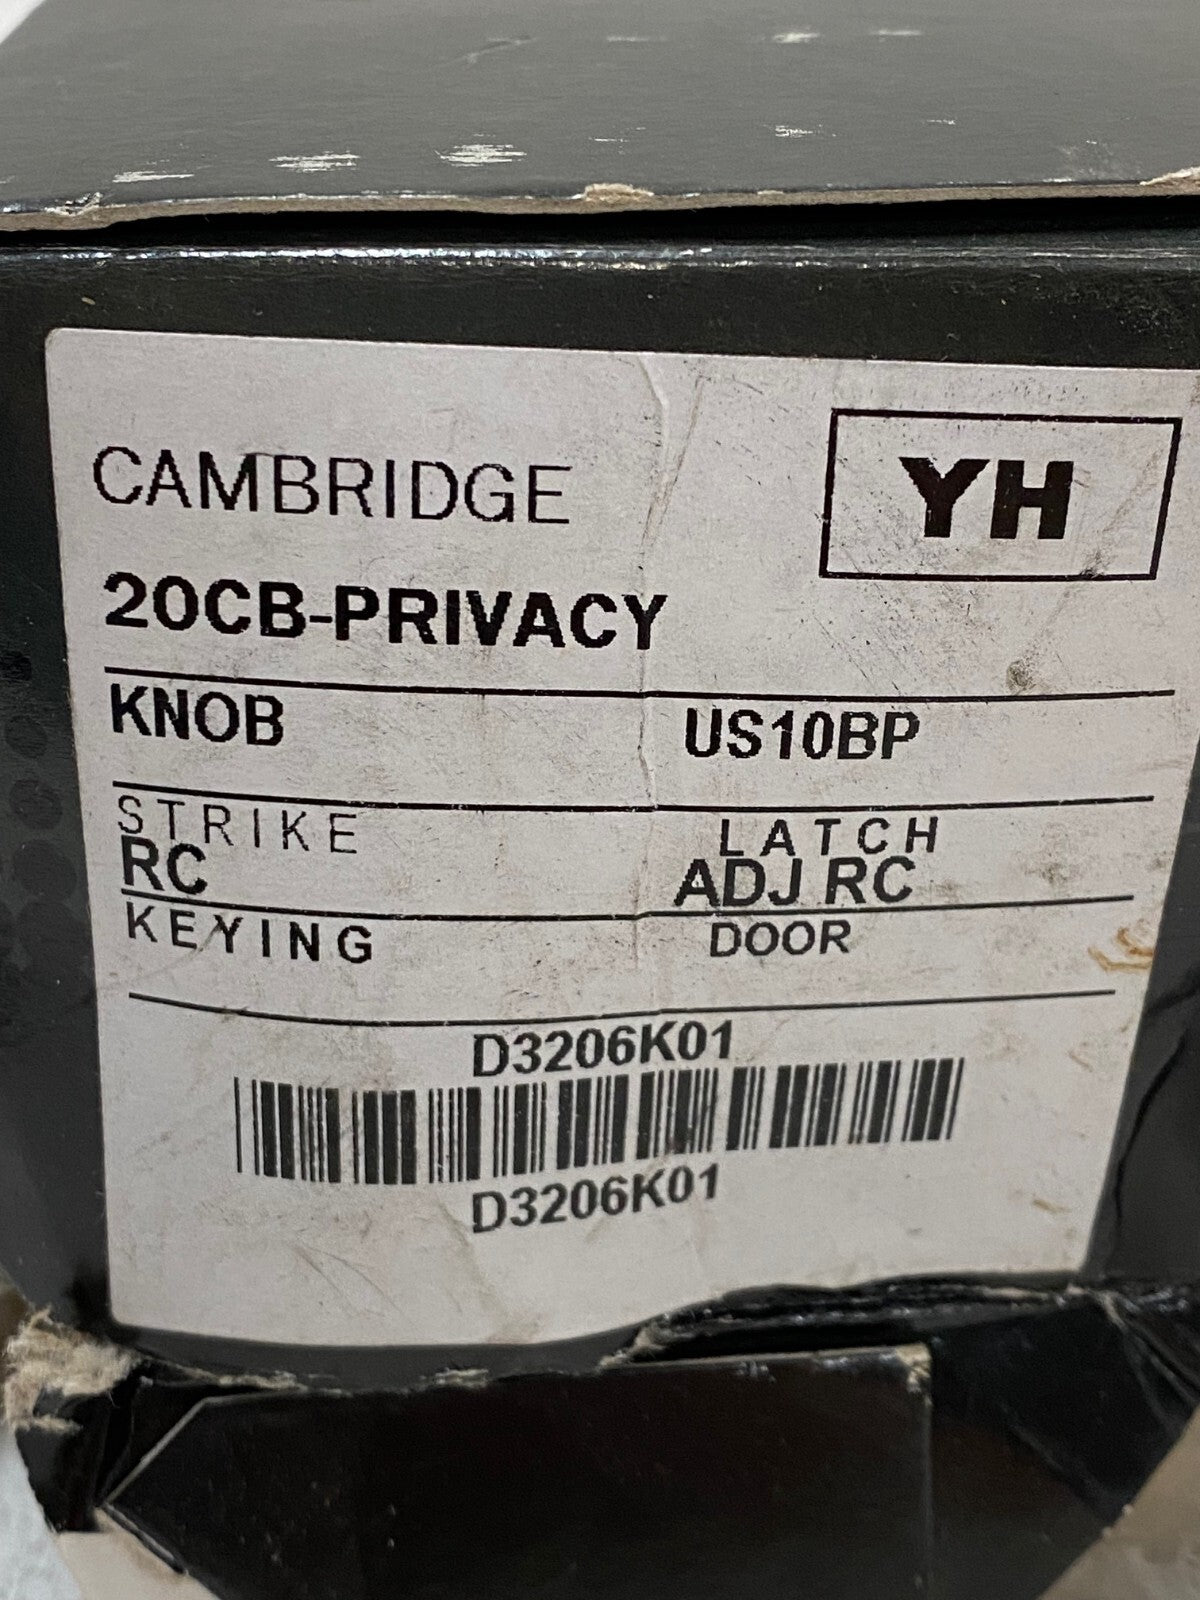 CAMBRIDGE
YH
20CB-PRIVACY
KNOB US10BP
STRIKE LATCH
RC ADJ RC
KEYING DOOR
D3206K01
D3206K01